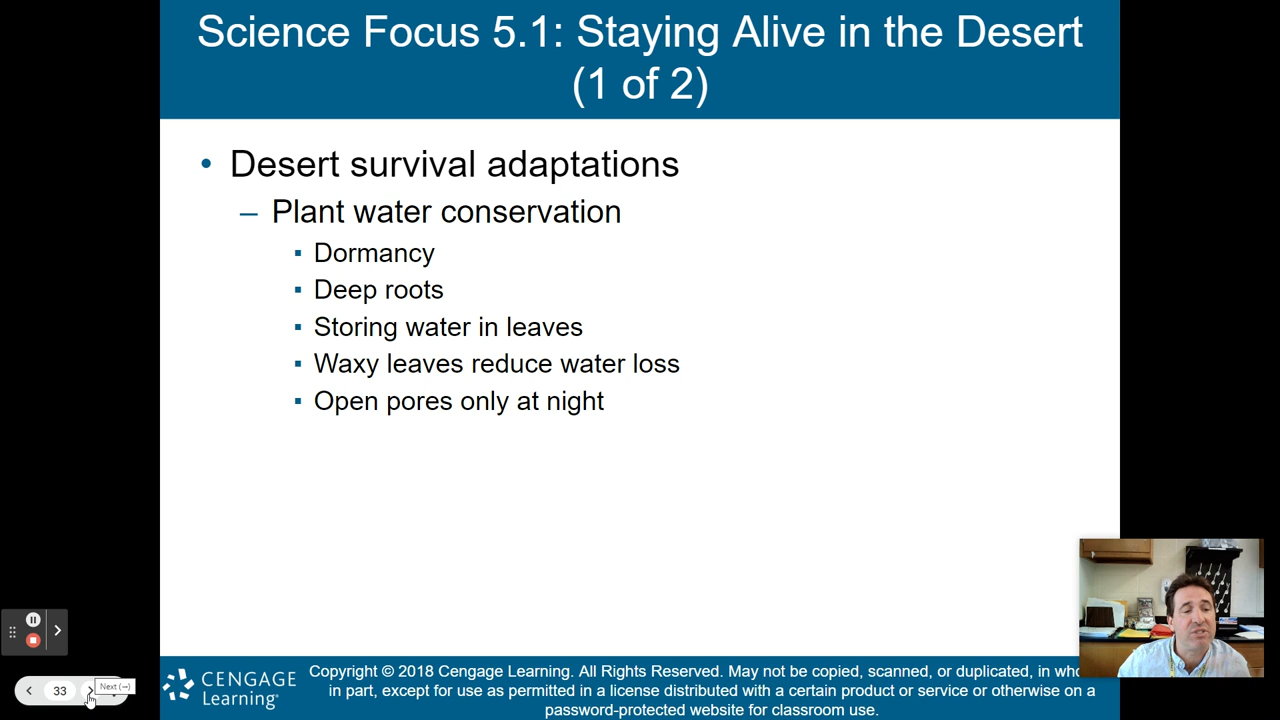 Science Focus 5.1: Staying Alive in the Desert
(1 of 2)
• Desert survival adaptations
– Plant water conservation
▪ Dormancy
▪ Deep roots
▪ Storing water in leaves
▪ Waxy leaves reduce water loss
▪ Open pores only at night
33
Next (→)
CENGAGE
Learning
Copyright © 2018 Cengage Learning. All Rights Reserved. May not be copied, scanned, or duplicated, in
in part, except for use as permitted in a license distributed with a certain product or service or otherwise on a
password-protected website for classroom use.